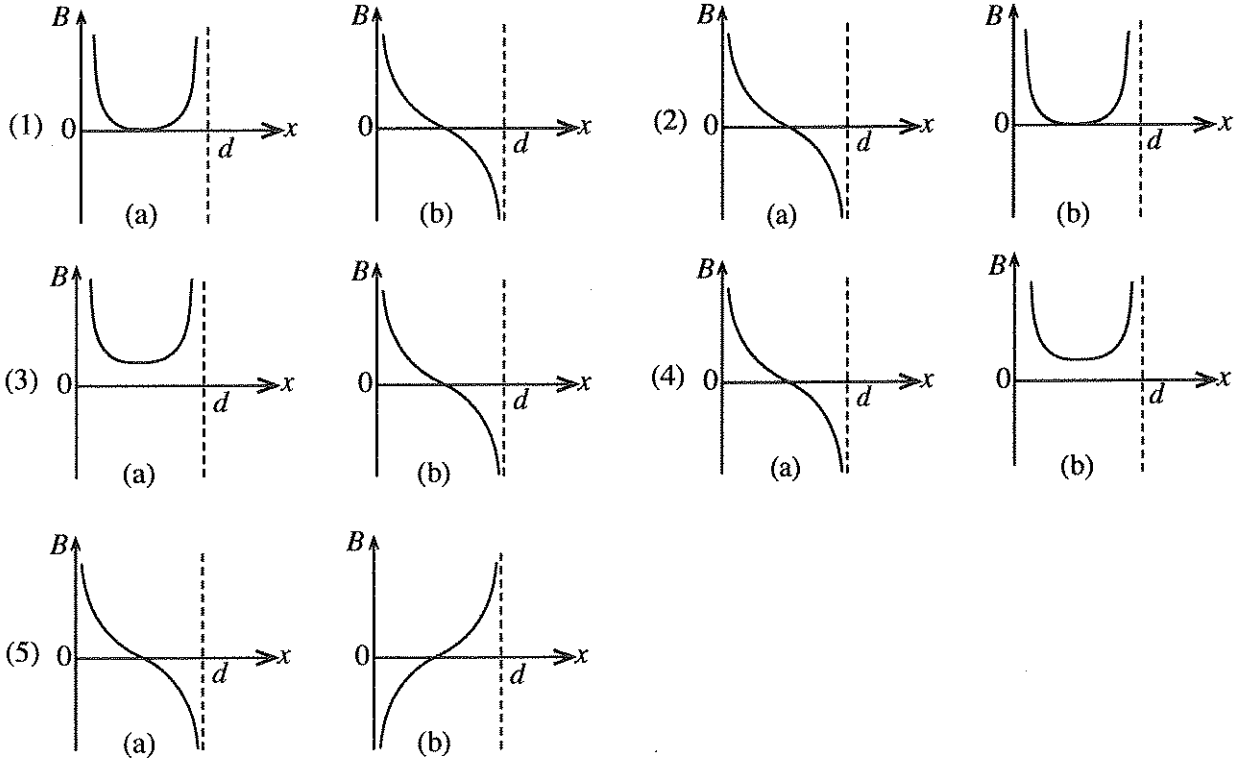 B B B B
(1) 0 x 0 x (2) 0 x 0 x
d d d d
(a) (b) (a) (b)
B B B B
(3) 0 x 0 x (4) 0 x 0 x
d d d d
(a) (b) (a) (b)
B B
(5) 0 x 0 x
d d
(a) (b)